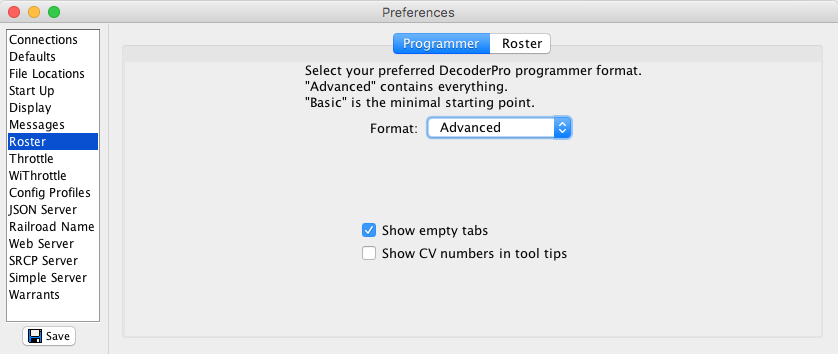 Preferences
Connections
Defaults
File Locations
Start Up
Display
Messages
Roster
Throttle
WiThrottle
Config Profiles
JSON Server
Railroad Name
Web Server
SRCP Server
Simple Server
Warrants
Save
Programmer Roster
Select your preferred DecoderPro programmer format.
"Advanced" contains everything.
"Basic" is the minimal starting point.
Format: Advanced
Show empty tabs
Show CV numbers in tool tips